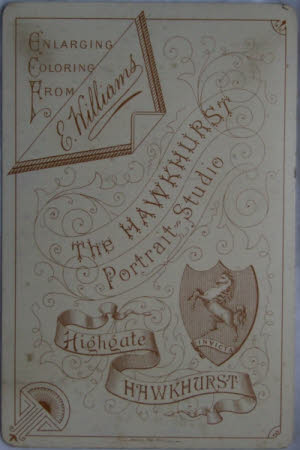 ENLARGING
COLORING
FROM
E. Williams
The HAWKHURST
Portrait Studio
INVICTA
Highgate
HAWKHURST